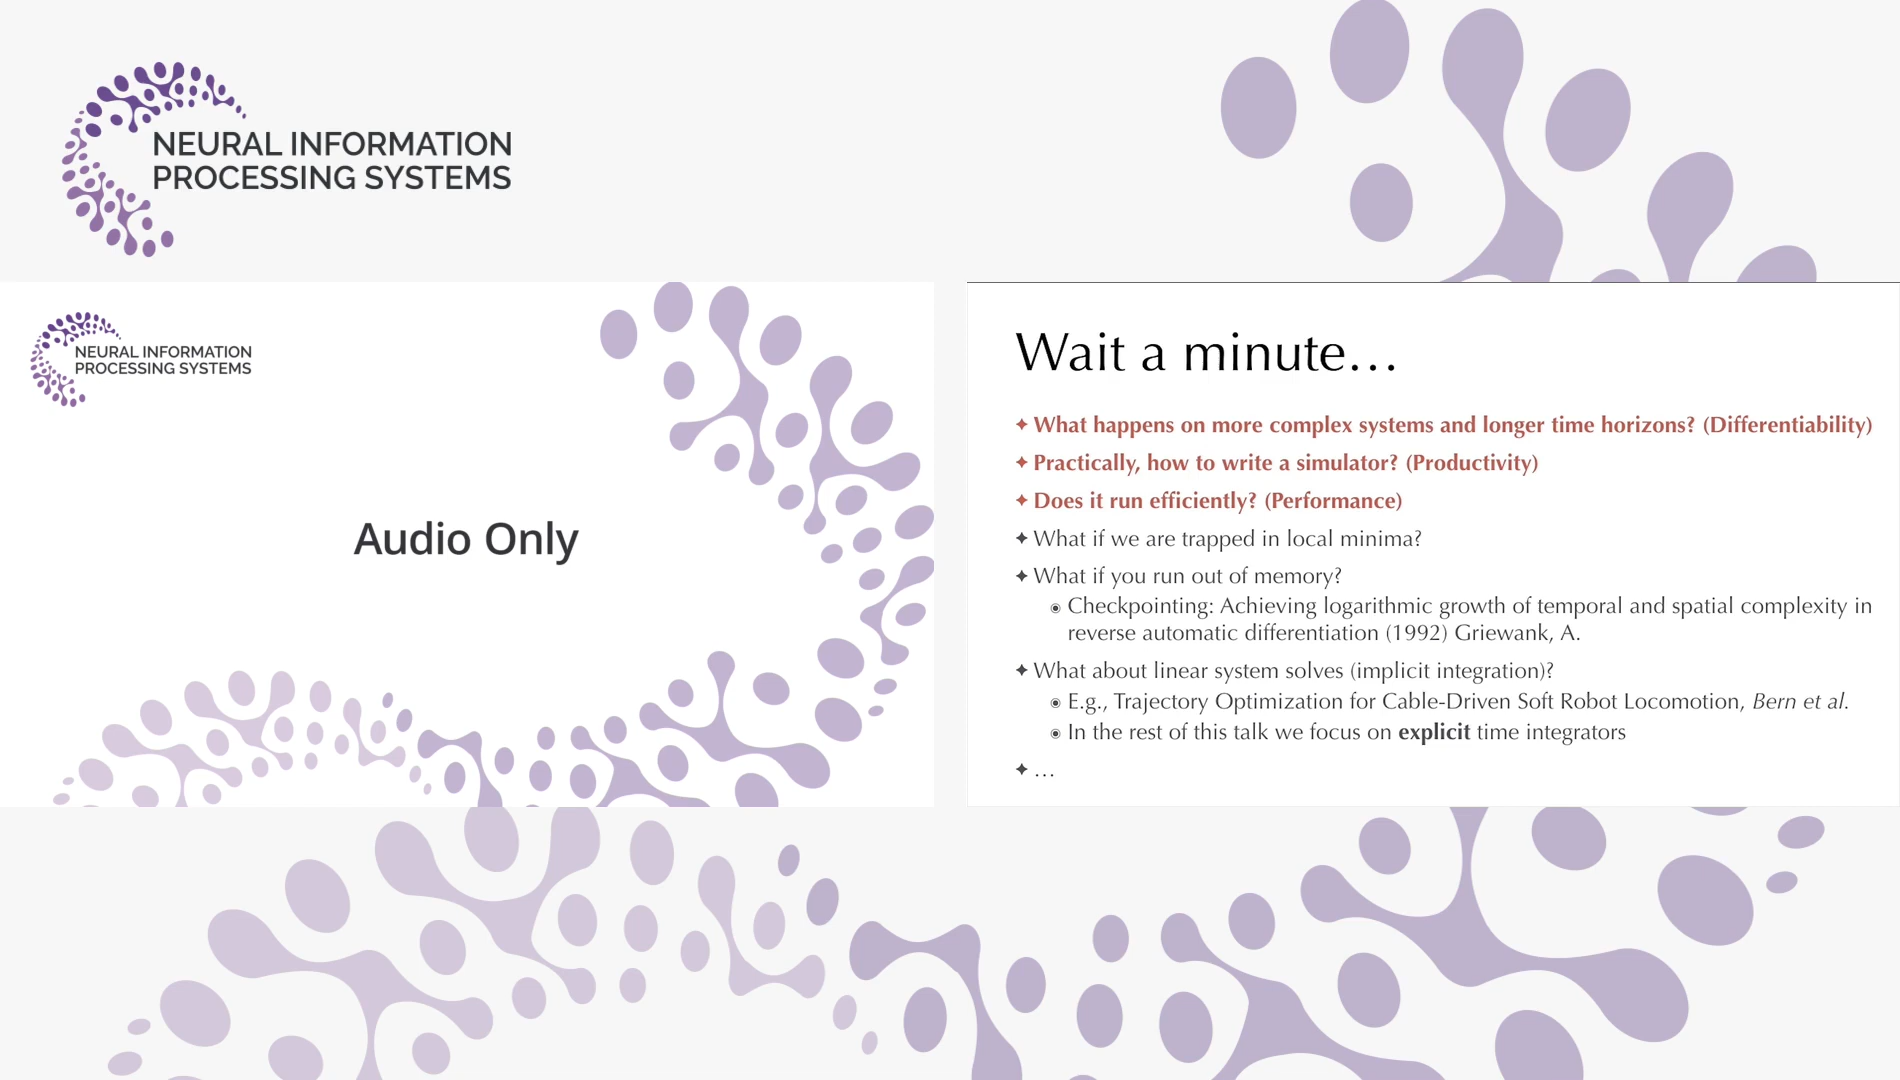 NEURAL INFORMATION
PROCESSING SYSTEMS
NEURAL INFORMATION
PROCESSING SYSTEMS
Audio Only
Wait a minute…
✦ What happens on more complex systems and longer time horizons? (Differentiability)
✦ Practically, how to write a simulator? (Productivity)
✦ Does it run efficiently? (Performance)
✦ What if we are trapped in local minima?
✦ What if you run out of memory?
◉ Checkpointing: Achieving logarithmic growth of temporal and spatial complexity in
reverse automatic differentiation (1992) Griewank, A.
✦ What about linear system solves (implicit integration)?
◉ E.g., Trajectory Optimization for Cable-Driven Soft Robot Locomotion, Bern et al.
◉ In the rest of this talk we focus on explicit time integrators
✦ …